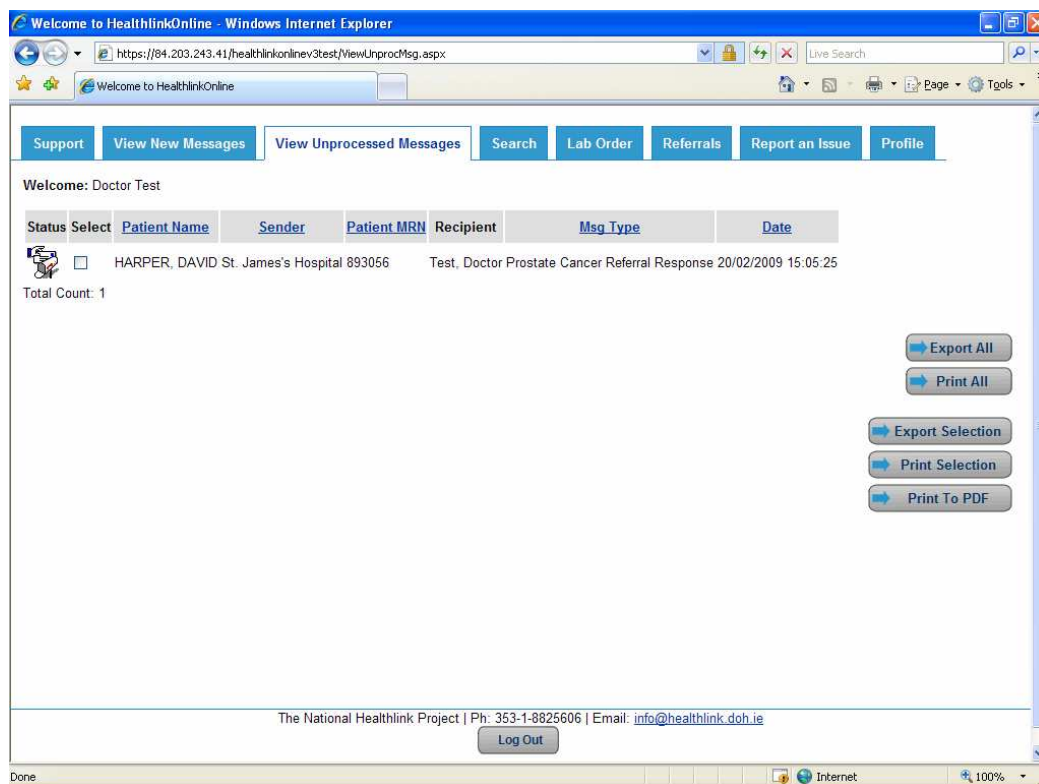 Welcome to HealthlinkOnline - Windows Internet Explorer
https://84.203.243.41/healthlinkonlinev3test/ViewUnprocMsg.aspx
Live Search
Welcome to HealthlinkOnline
Page
Tools
Support View New Messages View Unprocessed Messages Search Lab Order Referrals Report an Issue Profile
Welcome: Doctor Test
Status Select Patient Name Sender Patient MRN Recipient Msg Type Date
HARPER, DAVID St. James's Hospital 893056 Test, Doctor Prostate Cancer Referral Response 20/02/2009 15:05:25
Total Count: 1
Export All
Print All
Export Selection
Print Selection
Print To PDF
The National Healthlink Project | Ph: 353-1-8825606 | Email: info@healthlink.doh.ie
Log Out
Done Internet 100%